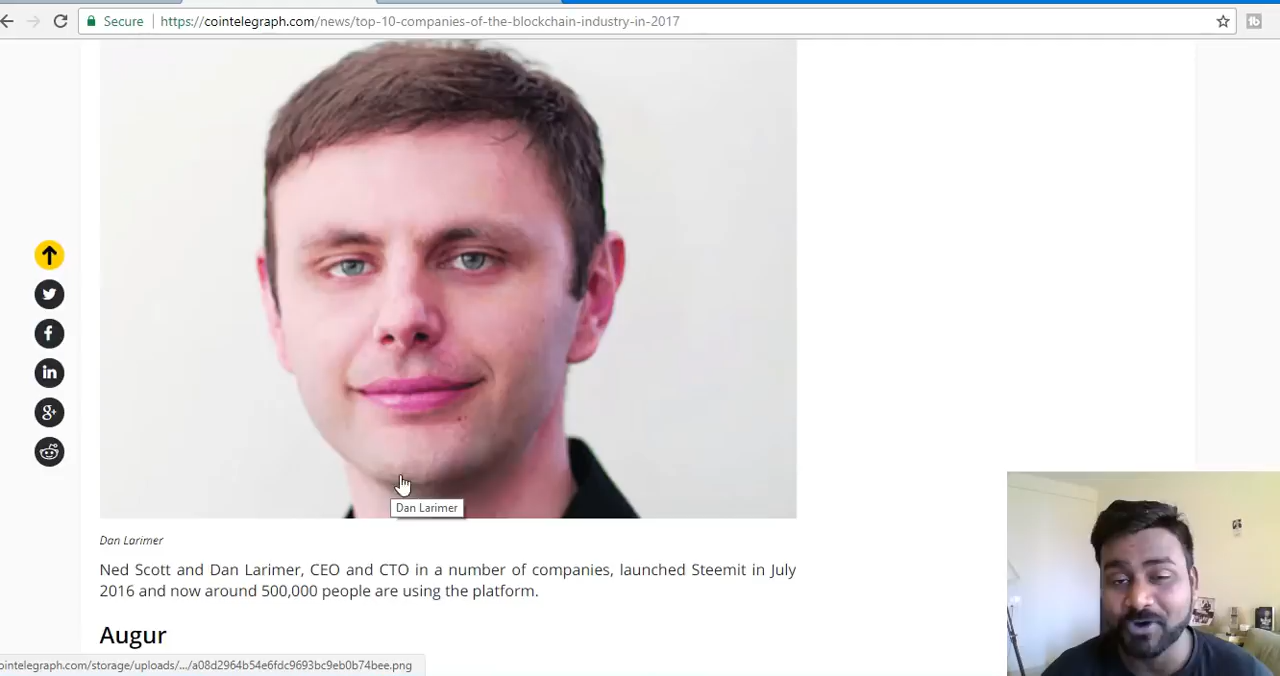 Secure
https://cointelegraph.com/news/top-10-companies-of-the-blockchain-industry-in-2017
Dan Larimer
Dan Larimer
Ned Scott and Dan Larimer, CEO and CTO in a number of companies, launched Steemit in July
2016 and now around 500,000 people are using the platform.
Augur
ointelegraph.com/storage/uploads/.../a08d2964b54e6fdc9693bc9eb0b74bee.png